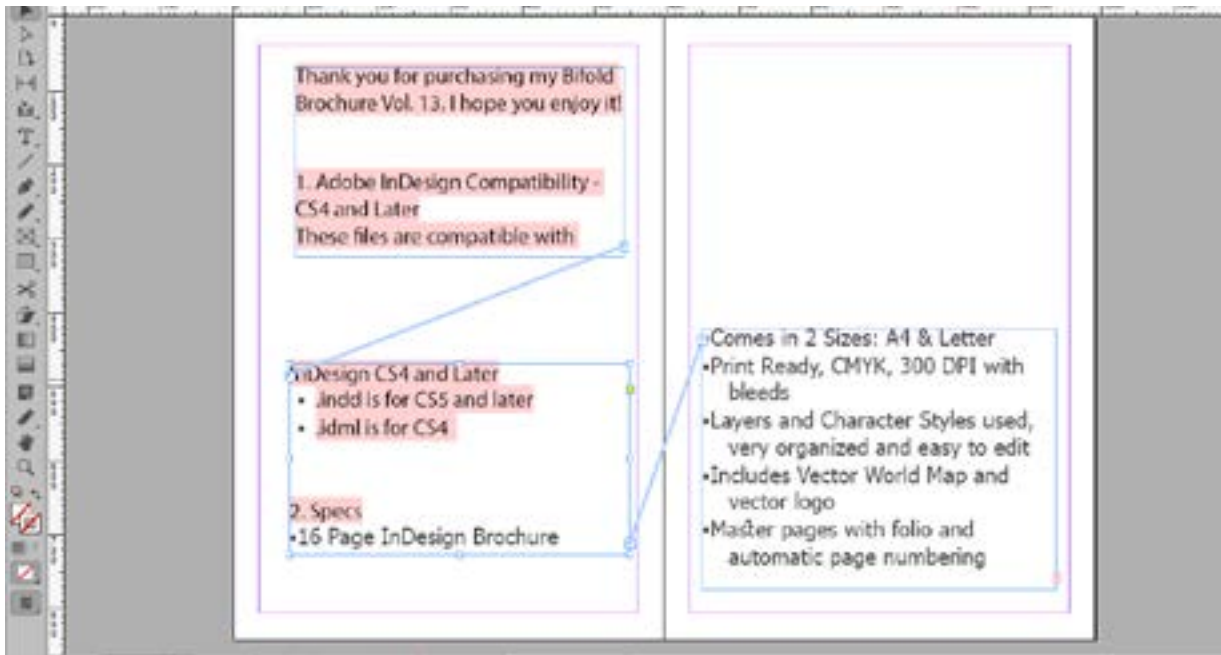 Thank you for purchasing my Bifold
Brochure Vol. 13. I hope you enjoy it!
1. Adobe InDesign Compatibility -
CS4 and Later
These files are compatible with
InDesign CS4 and Later
• .indd is for CS5 and later
• .idml is for CS4
2. Specs
•16 Page InDesign Brochure
•Comes in 2 Sizes: A4 & Letter
•Print Ready, CMYK, 300 DPI with
bleeds
•Layers and Character Styles used,
very organized and easy to edit
•Includes Vector World Map and
vector logo
•Master pages with folio and
automatic page numbering